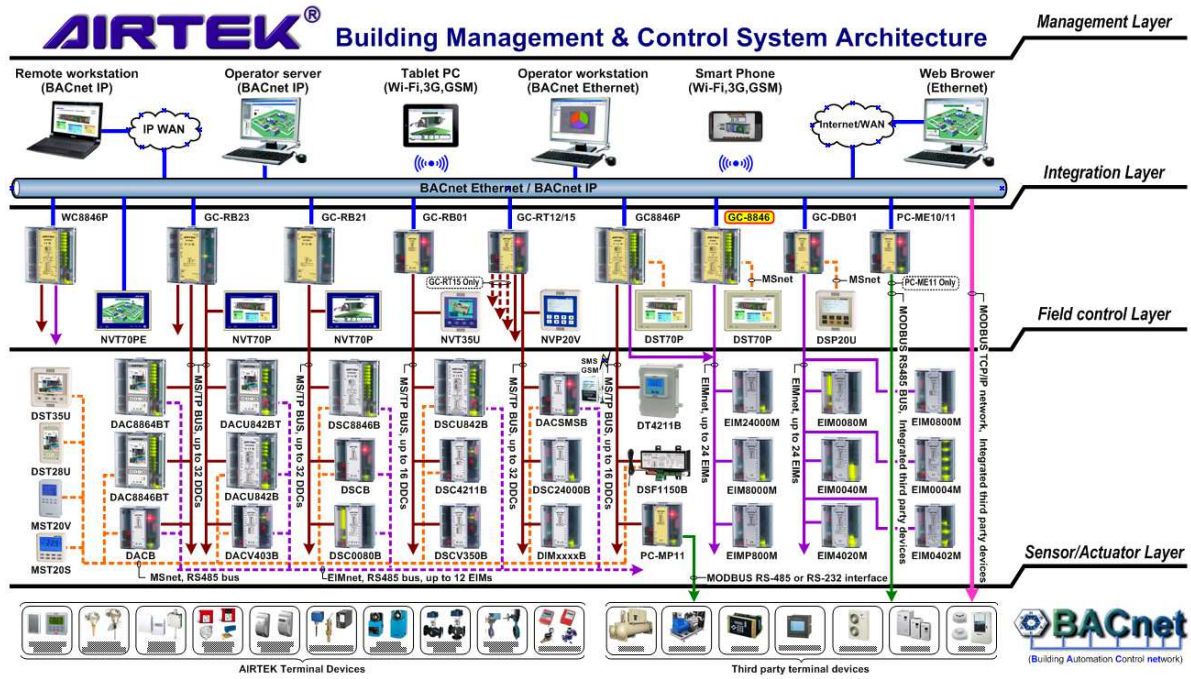 AIRTEK®
Building Management & Control System Architecture
Management Layer
Remote workstation
(BACnet IP)
Operator server
(BACnet IP)
Tablet PC
(Wi-Fi,3G,GSM)
Operator workstation
(BACnet Ethernet)
Smart Phone
(Wi-Fi,3G,GSM)
Web Brower
(Ethernet)
IP WAN
Internet/WAN
Integration Layer
BACnet Ethernet / BACnet IP
WC8846P
GC-RB23
GC-RB21
GC-RB01
GC-RT12/15
GC8846P
GC-8846
GC-DB01
PC-ME10/11
GC-RT15 Only
MSnet
MSnet
PC-ME11 Only
NVT70PE
NVT70P
NVT70P
NVT35U
NVP20V
DST70P
DST70P
DSP20U
Field control Layer
SMS
GSM
MS/TP BUS, up to 32 DDCs
MS/TP BUS, up to 32 DDCs
MS/TP BUS, up to 16 DDCs
MS/TP BUS, up to 32 DDCs
MS/TP BUS, up to 16 DDCs
EIMnet, up to 24 EIMs
EIMnet, up to 24 EIMs
MODBUS RS485 BUS, Integrated third party devices
MODBUS TCP/IP network, Integrated third party devices
DST35U
DAC8864BT
DACU842BT
DSC8846B
DSCU842B
DACSMSB
DT4211B
EIM24000M
EIM0080M
EIM0800M
DST28U
DAC8846BT
DACU842B
DSCB
DSC4211B
DSC24000B
DSF1150B
EIM8000M
EIM0040M
EIM0004M
MST20V
MST20S
DACB
DACV403B
DSC0080B
DSCV350B
DIMxxxxB
PC-MP11
EIMP800M
EIM4020M
EIM0402M
Sensor/Actuator Layer
MSnet, RS485 bus
EIMnet, RS485 bus, up to 12 EIMs
MODBUS RS-485 or RS-232 interface
AIRTEK Terminal Devices
Third party terminal devices
BACnet
(Building Automation Control network)